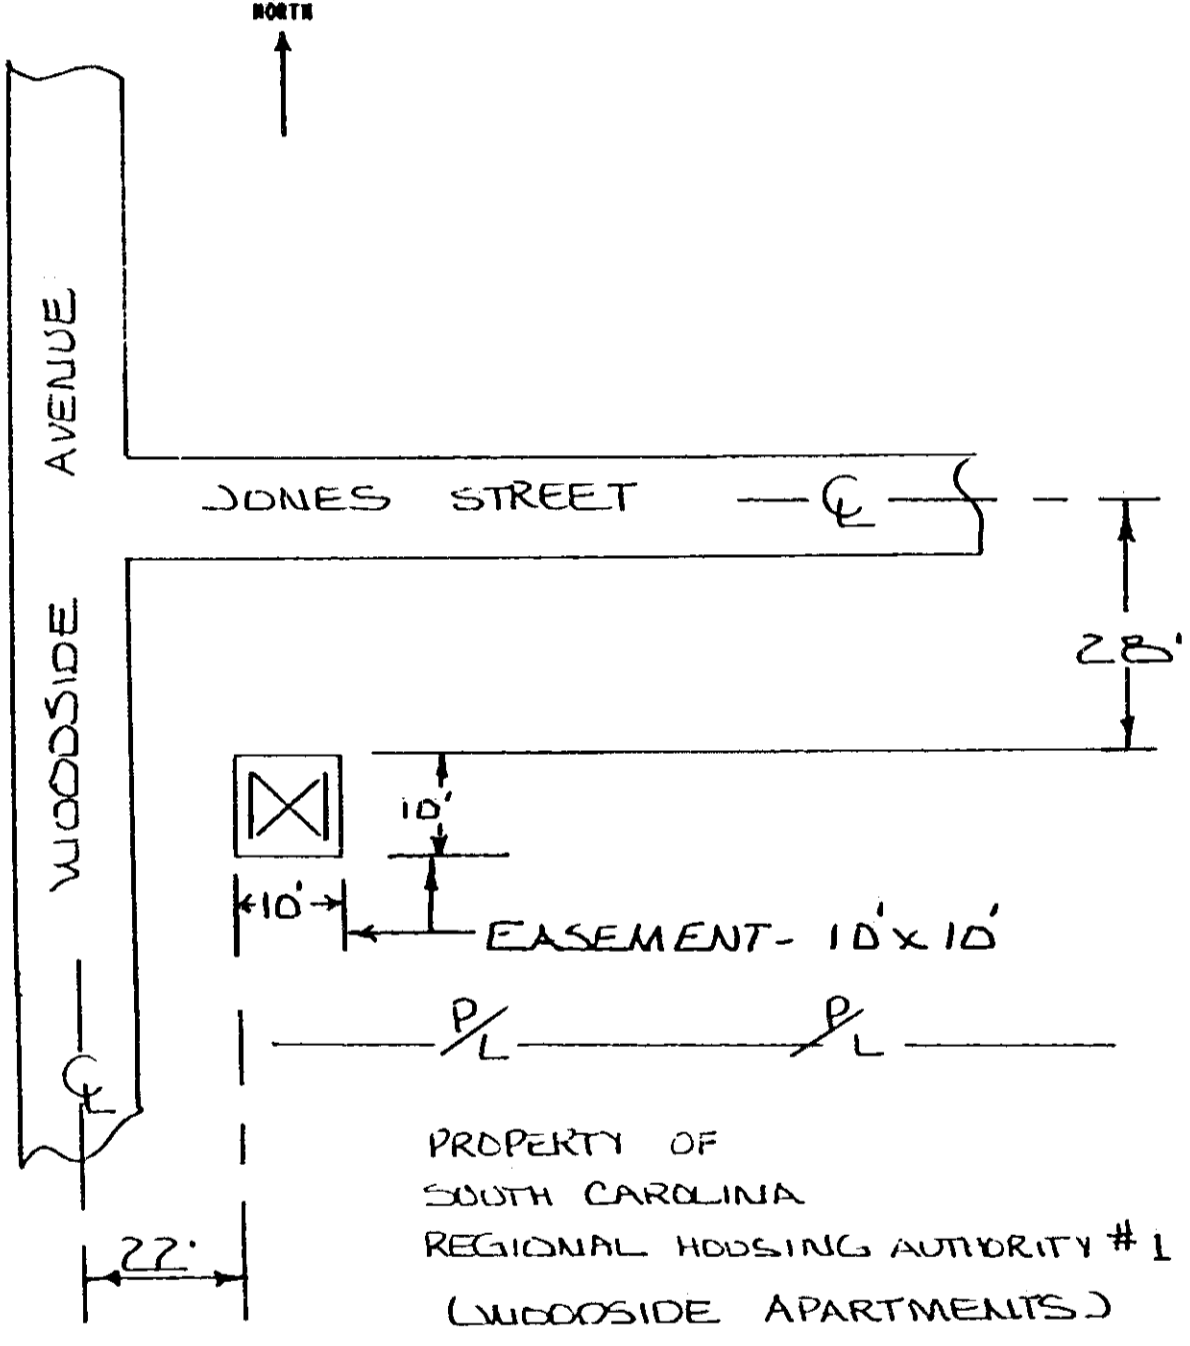 NORTH
WOODSIDE AVENUE
JONES STREET
℄
28'
10'
10'
EASEMENT- 10'x10'
P/L P/L
℄
PROPERTY OF
SOUTH CAROLINA
REGIONAL HOUSING AUTHORITY #1
(WOODSIDE APARTMENTS)
22'